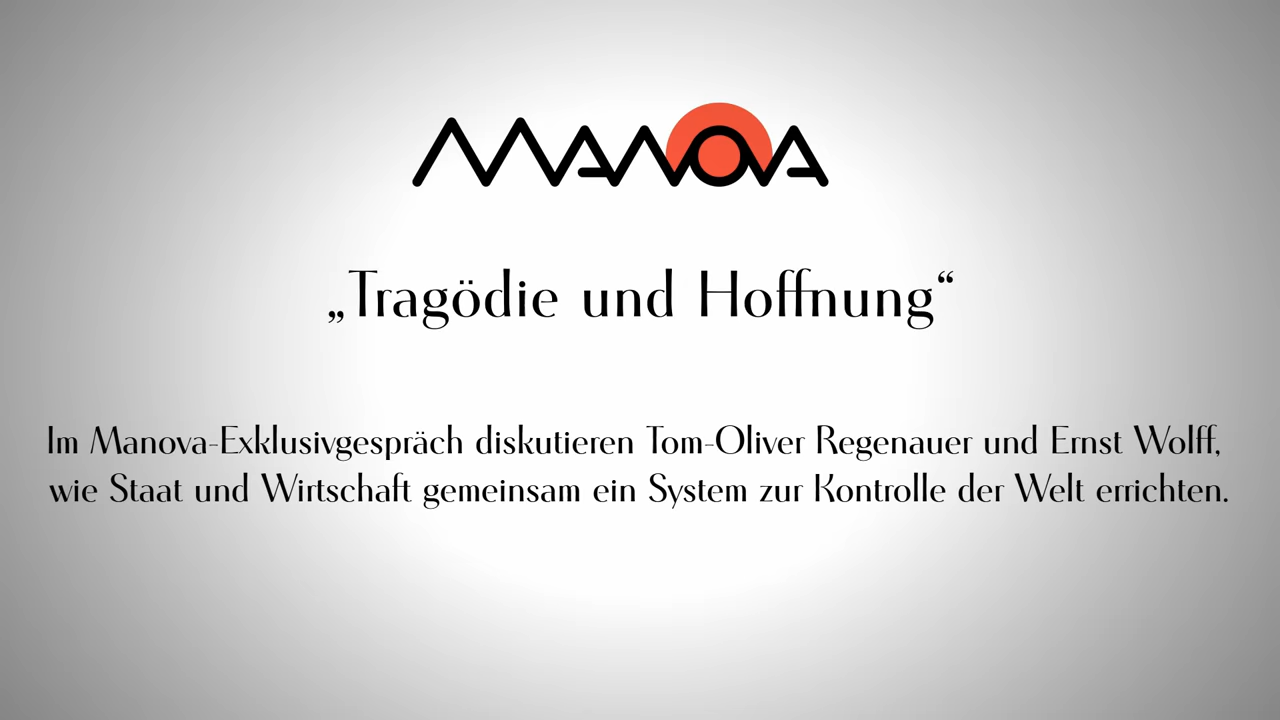 MANOVA
„Tragödie und Hoffnung“
Im Manova-Exklusivgespräch diskutieren Tom-Oliver Regenauer und Ernst Wolff,
wie Staat und Wirtschaft gemeinsam ein System zur Kontrolle der Welt errichten.